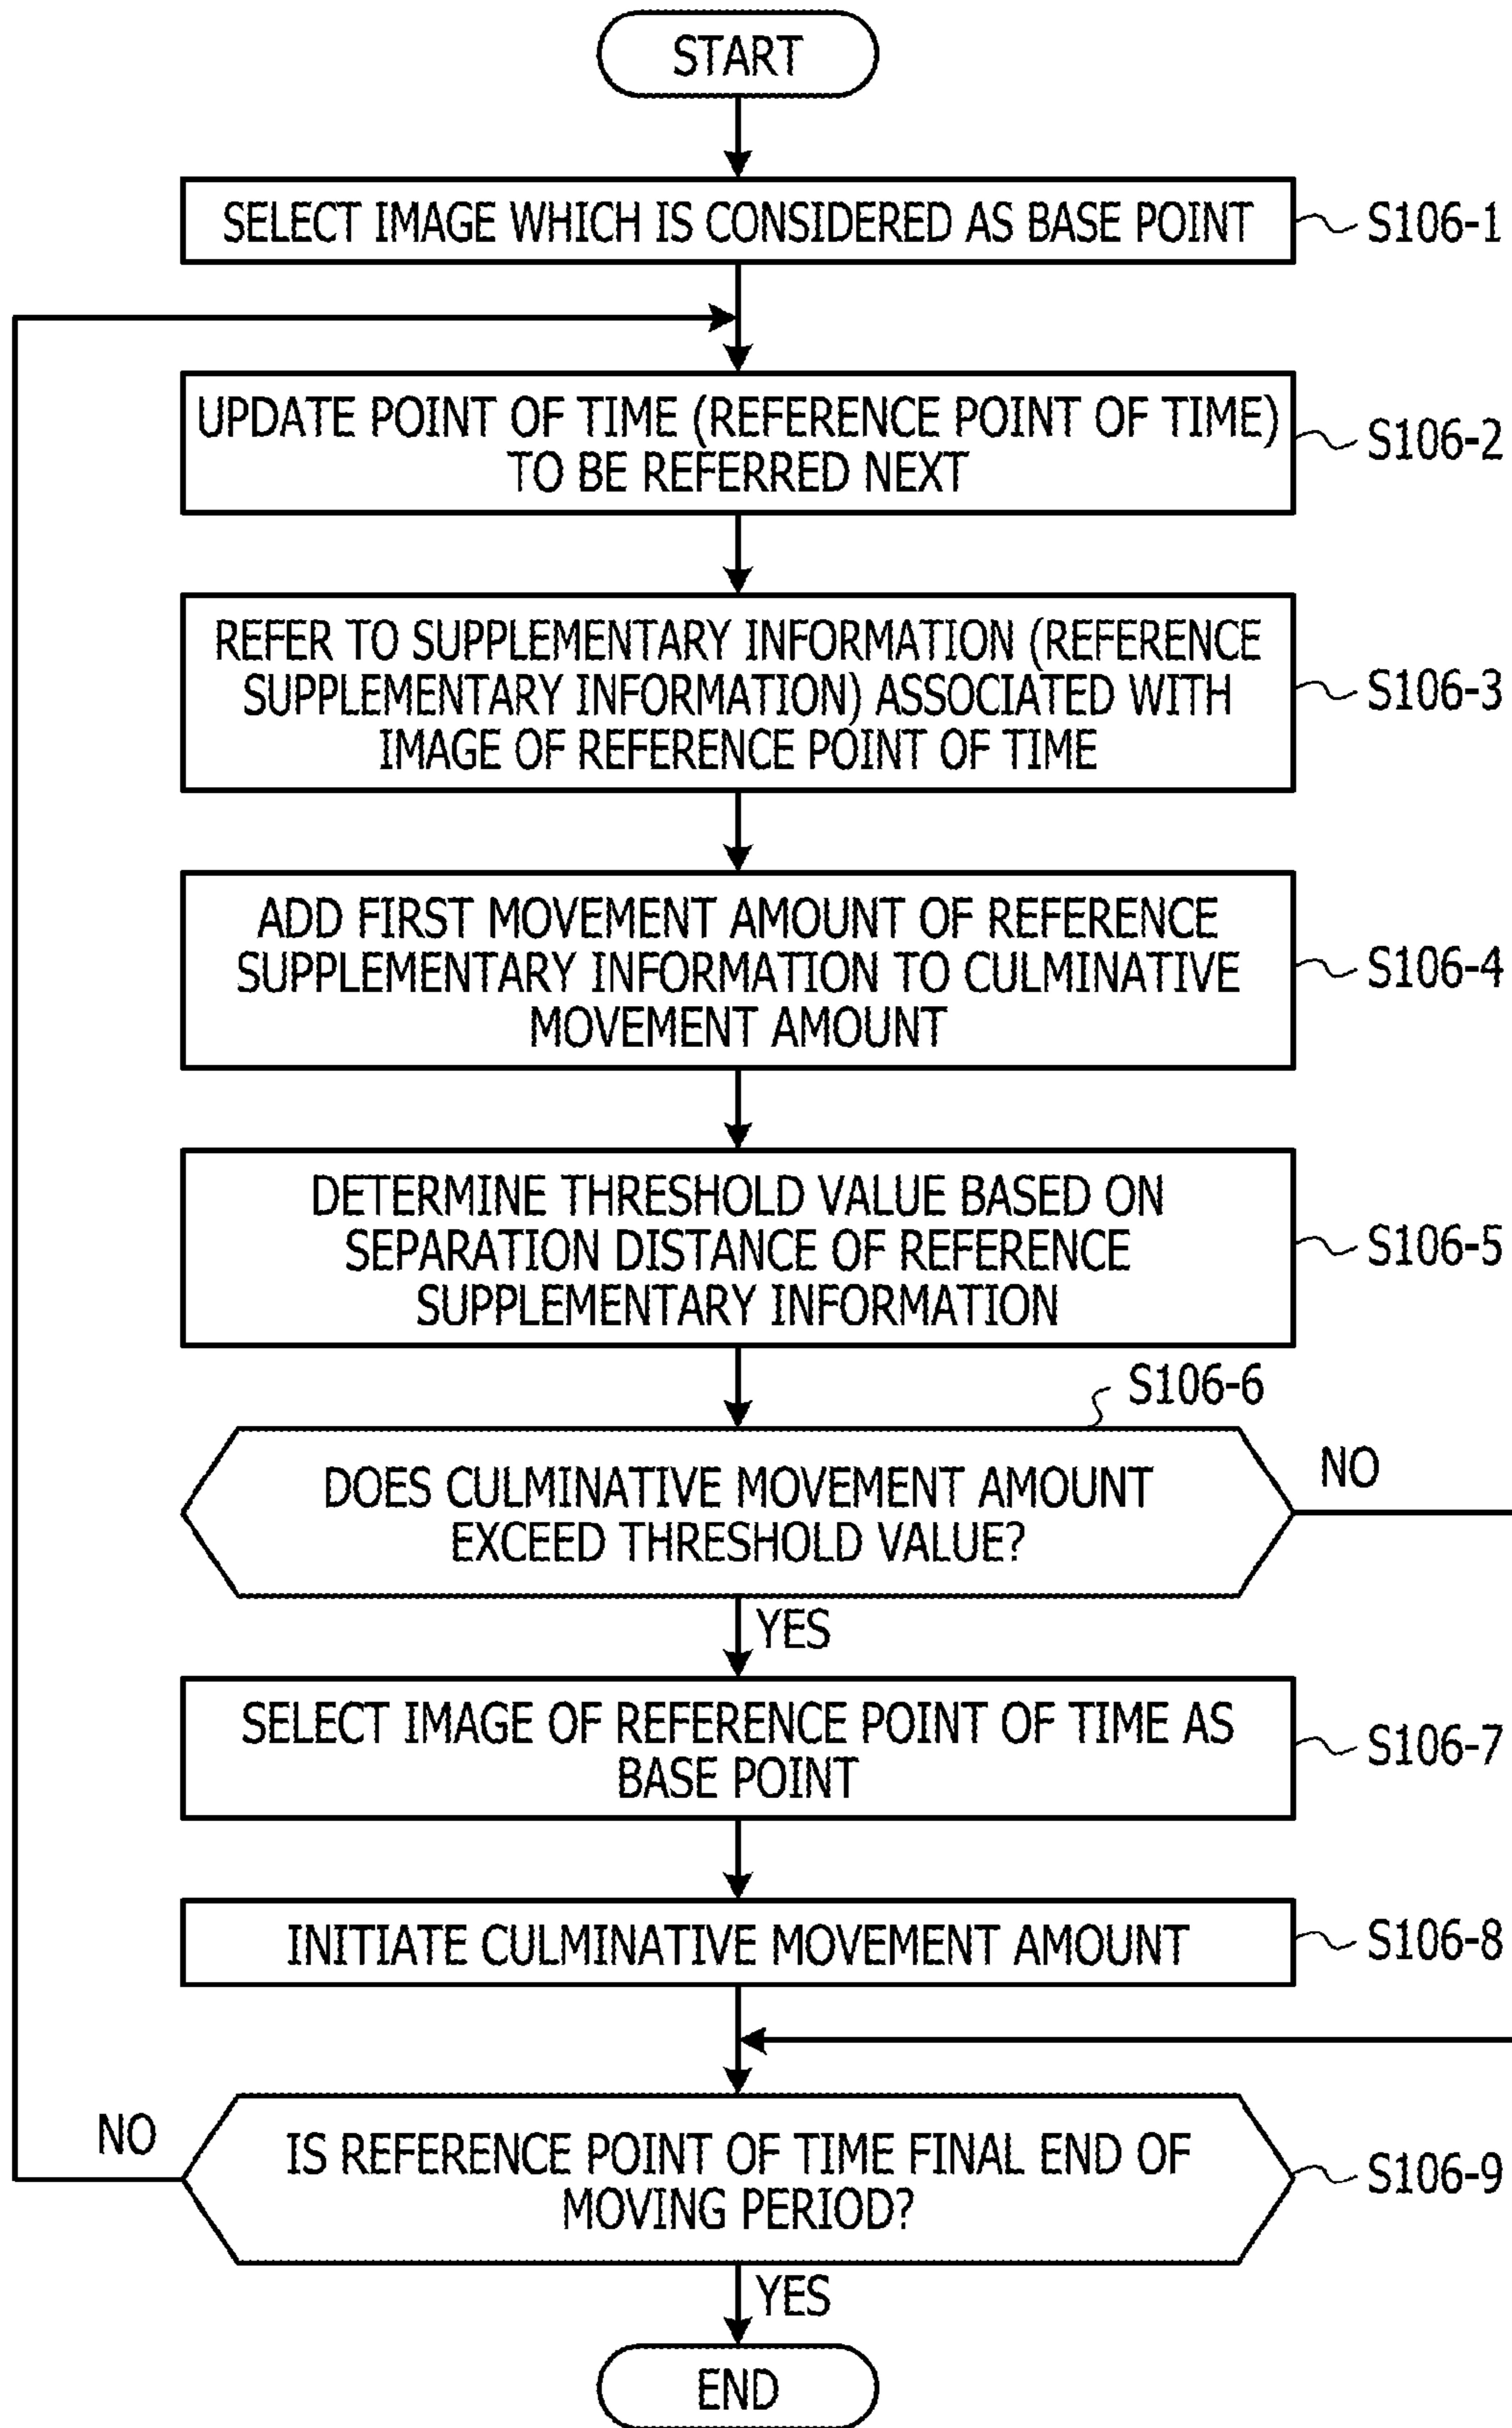 START
SELECT IMAGE WHICH IS CONSIDERED AS BASE POINT
S106-1
UPDATE POINT OF TIME (REFERENCE POINT OF TIME)
TO BE REFERRED NEXT
S106-2
REFER TO SUPPLEMENTARY INFORMATION (REFERENCE
SUPPLEMENTARY INFORMATION) ASSOCIATED WITH
IMAGE OF REFERENCE POINT OF TIME
S106-3
ADD FIRST MOVEMENT AMOUNT OF REFERENCE
SUPPLEMENTARY INFORMATION TO CULMINATIVE
MOVEMENT AMOUNT
S106-4
DETERMINE THRESHOLD VALUE BASED ON
SEPARATION DISTANCE OF REFERENCE
SUPPLEMENTARY INFORMATION
S106-5
S106-6
DOES CULMINATIVE MOVEMENT AMOUNT
EXCEED THRESHOLD VALUE?
NO
YES
SELECT IMAGE OF REFERENCE POINT OF TIME AS
BASE POINT
S106-7
INITIATE CULMINATIVE MOVEMENT AMOUNT
S106-8
NO
IS REFERENCE POINT OF TIME FINAL END OF
MOVING PERIOD?
S106-9
YES
END